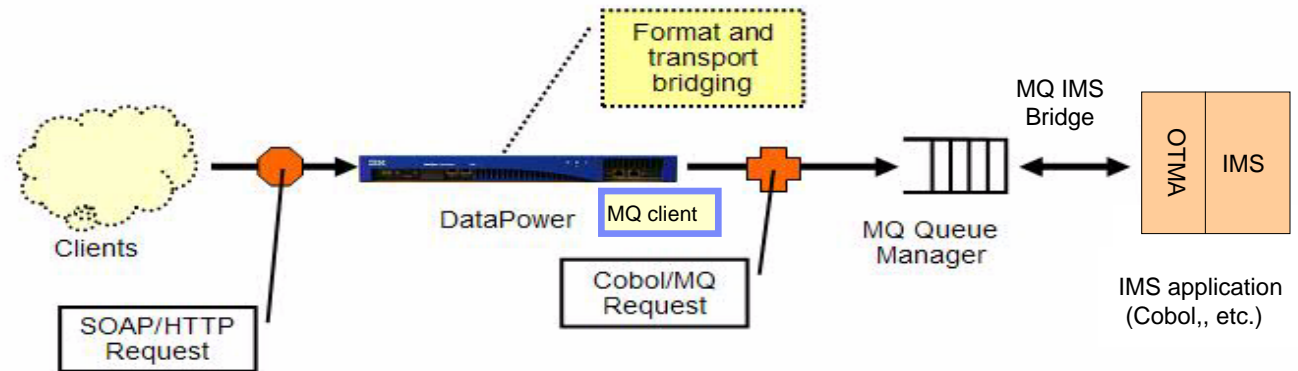 Format and
transport
bridging
MQ IMS
Bridge
OTMA
IMS
IBM
DataPower
MQ client
Clients
MQ Queue
Manager
SOAP/HTTP
Request
Cobol/MQ
Request
IMS application
(Cobol,, etc.)